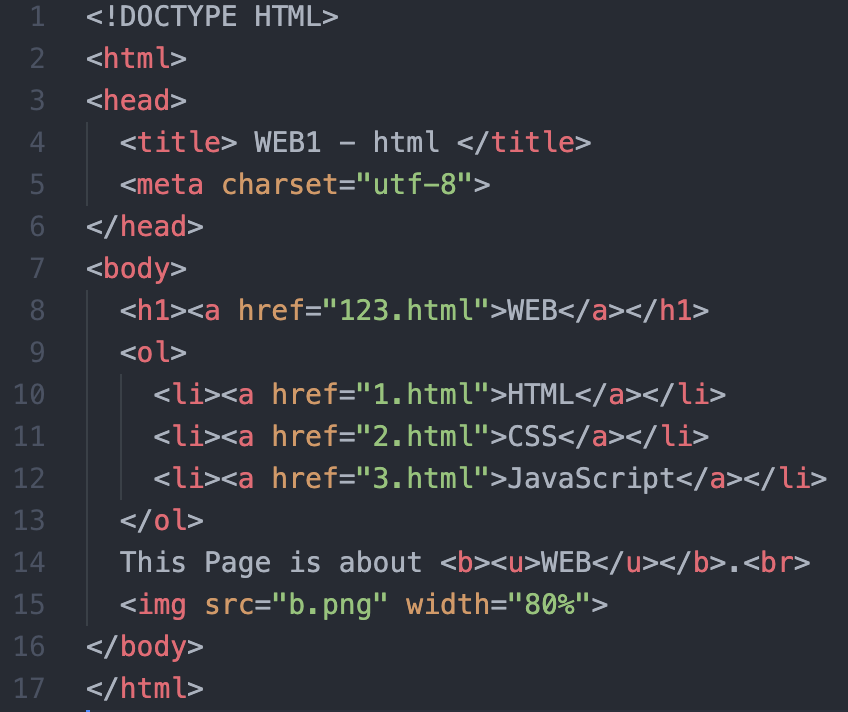 1 <!DOCTYPE HTML>
2 <html>
3 <head>
4   <title> WEB1 - html </title>
5   <meta charset="utf-8">
6 </head>
7 <body>
8   <h1><a href="123.html">WEB</a></h1>
9   <ol>
10     <li><a href="1.html">HTML</a></li>
11     <li><a href="2.html">CSS</a></li>
12     <li><a href="3.html">JavaScript</a></li>
13   </ol>
14   This Page is about <b><u>WEB</u></b>.<br>
15   <img src="b.png" width="80%">
16 </body>
17 </html>